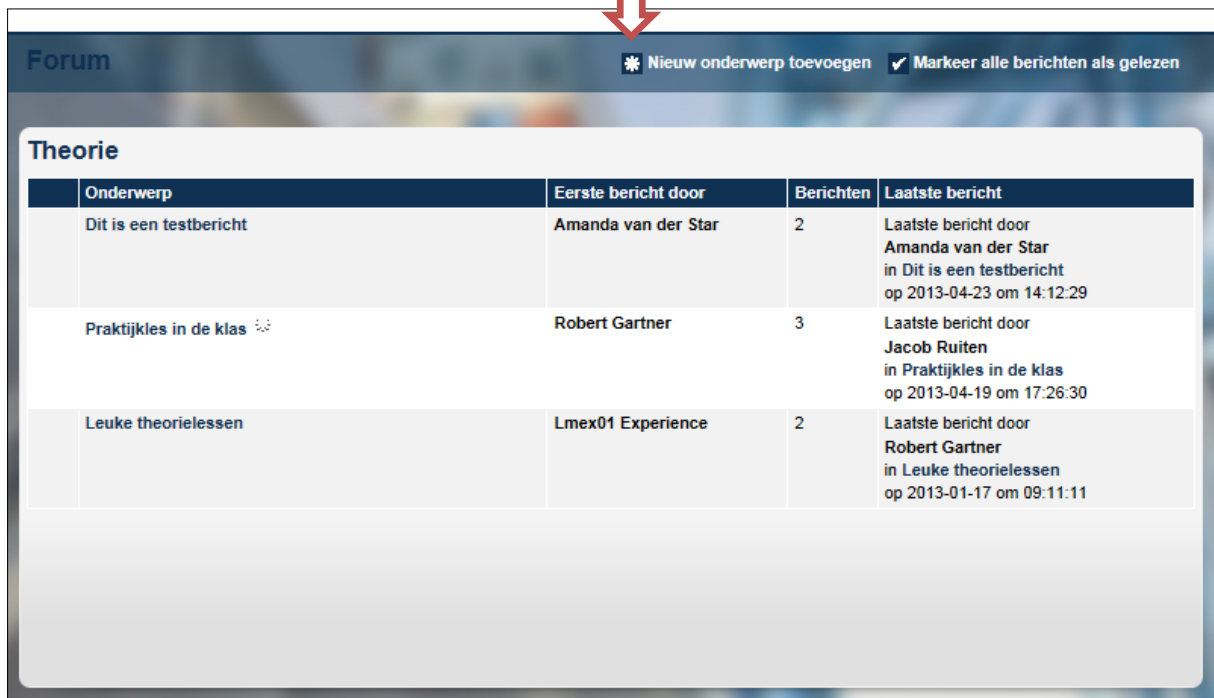 Forum
Nieuw onderwerp toevoegen Markeer alle berichten als gelezen
Theorie
Onderwerp Eerste bericht door Berichten Laatste bericht
Dit is een testbericht Amanda van der Star 2 Laatste bericht door
Amanda van der Star
in Dit is een testbericht
op 2013-04-23 om 14:12:29
Praktijkles in de klas Robert Gartner 3 Laatste bericht door
Jacob Ruiten
in Praktijkles in de klas
op 2013-04-19 om 17:26:30
Leuke theorielessen Lmex01 Experience 2 Laatste bericht door
Robert Gartner
in Leuke theorielessen
op 2013-01-17 om 09:11:11